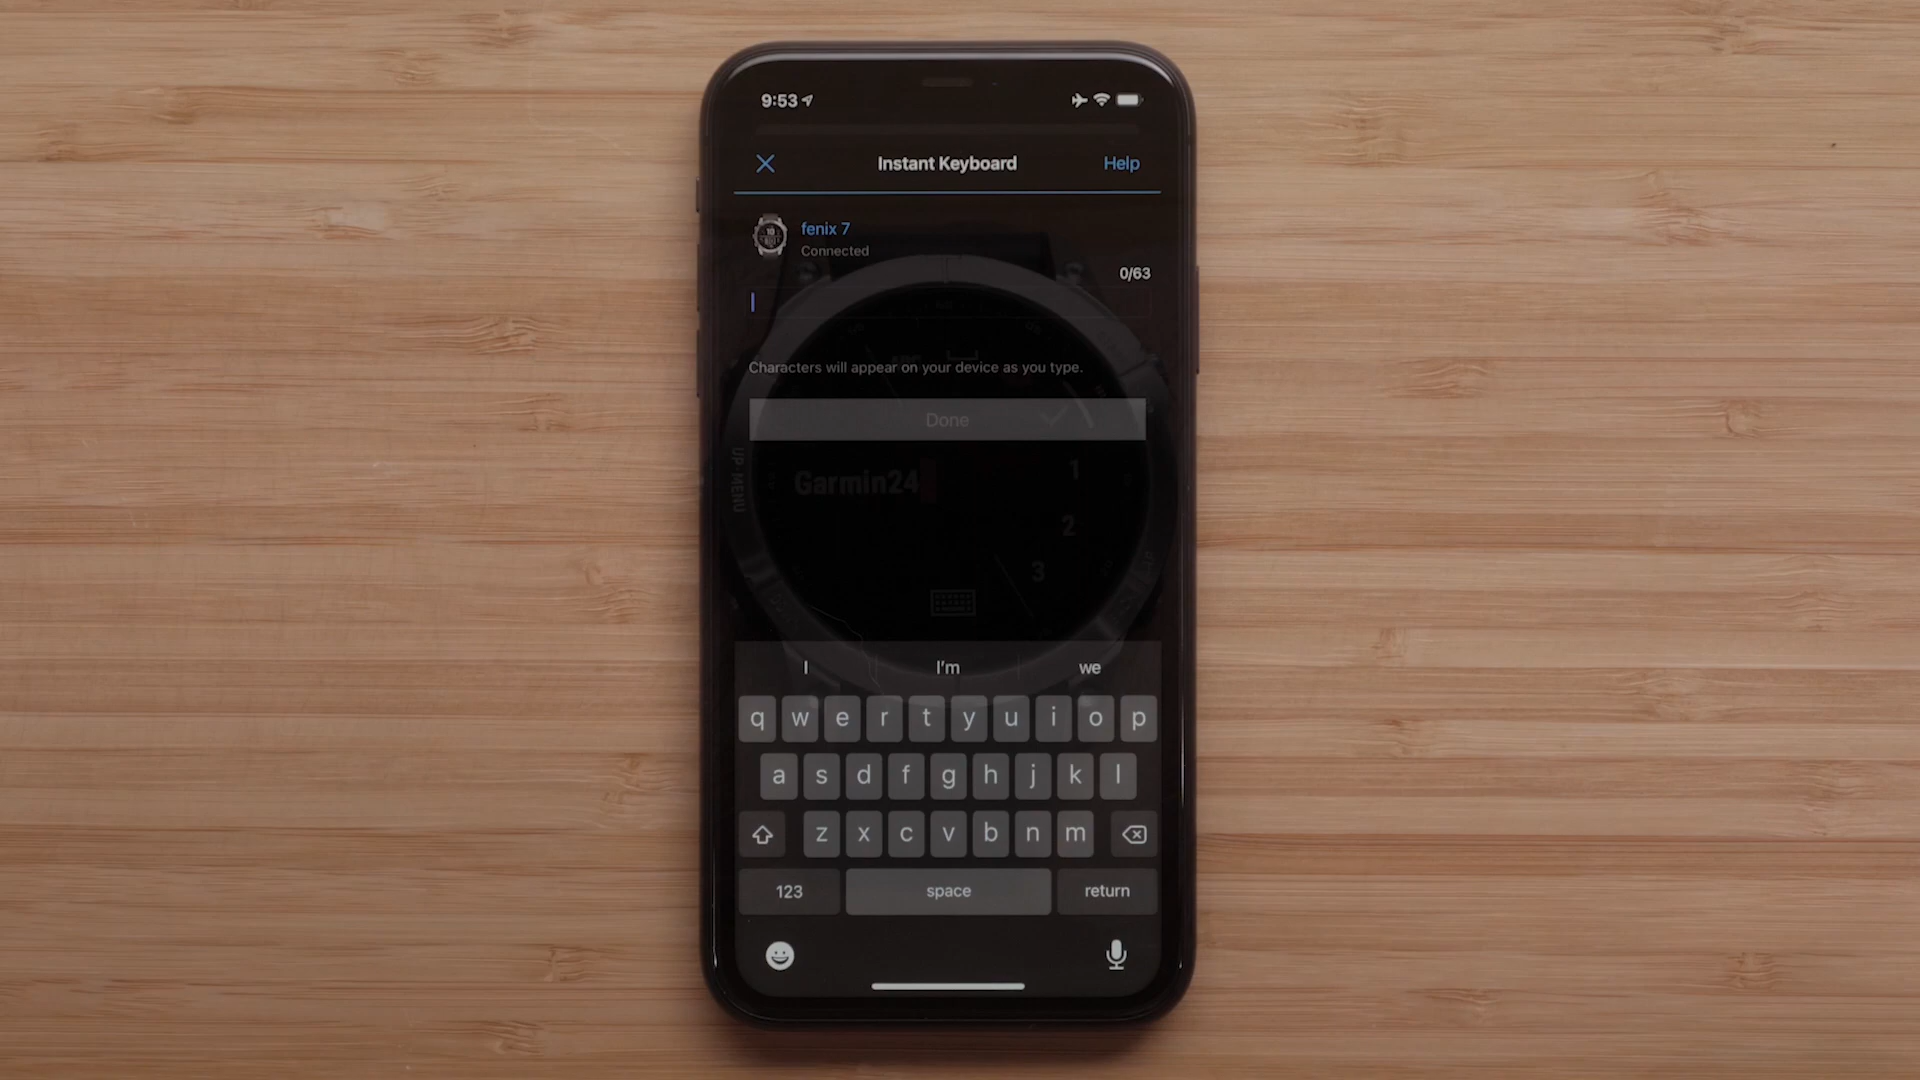 9:53
Instant Keyboard
Help
fenix 7
Connected
0/63
Characters will appear on your device as you type.
Done
UP·MENU
Garmin24
1
2
3
I
I'm
we
q w e r t y u i o p
a s d f g h j k l
z x c v b n m
123
space
return